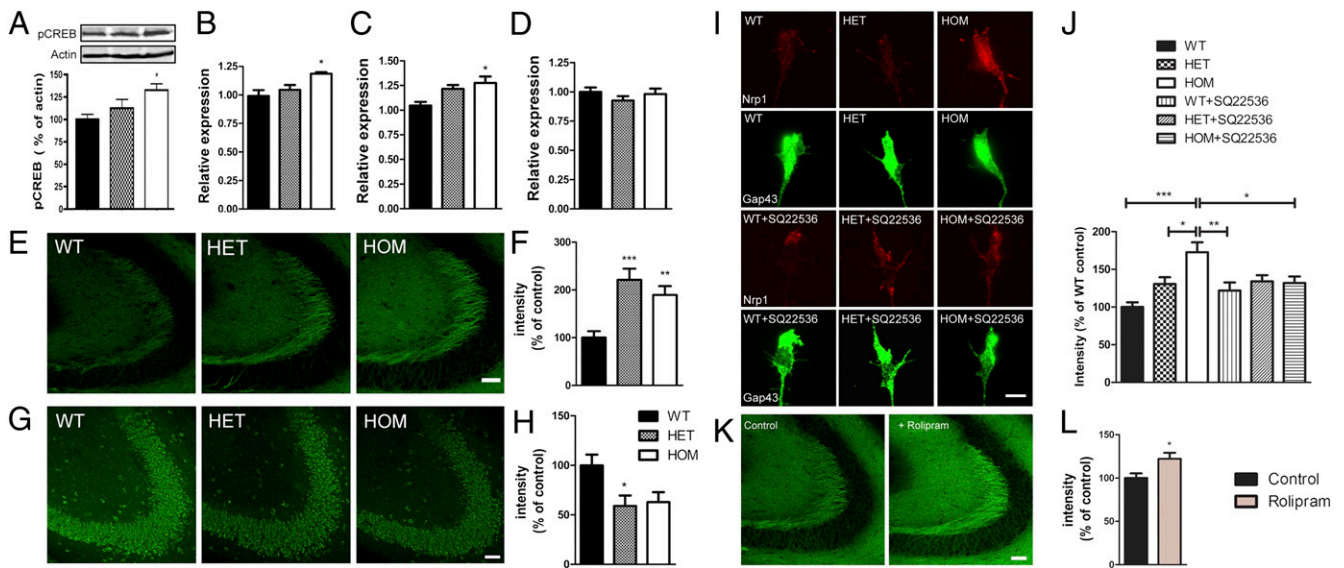 A
pCREB
Actin
pCREB ( % of actin)
150
125
100
75
50
25
0
B
Relative expression
*
1.25
1.00
0.75
0.50
0.25
0.00
C
Relative expression
*
1.25
1.00
0.75
0.50
0.25
0.00
D
Relative expression
1.25
1.00
0.75
0.50
0.25
0.00
E
WT
HET
HOM
F
intensity
(% of control)
300
200
100
0
***
**
G
WT
HET
HOM
H
WT
HET
HOM
intensity
(% of control)
150
100
50
0
*
I
WT
HET
HOM
Nrp1
WT
HET
HOM
Gap43
WT+SQ22536
HET+SQ22536
HOM+SQ22536
Nrp1
WT+SQ22536
HET+SQ22536
HOM+SQ22536
Gap43
J
WT
HET
HOM
WT+SQ22536
HET+SQ22536
HOM+SQ22536
***
*
*
**
Intensity (% of WT control)
200
150
100
50
0
K
Control
+ Rolipram
L
intensity
(% of control)
150
100
50
0
*
Control
Rolipram